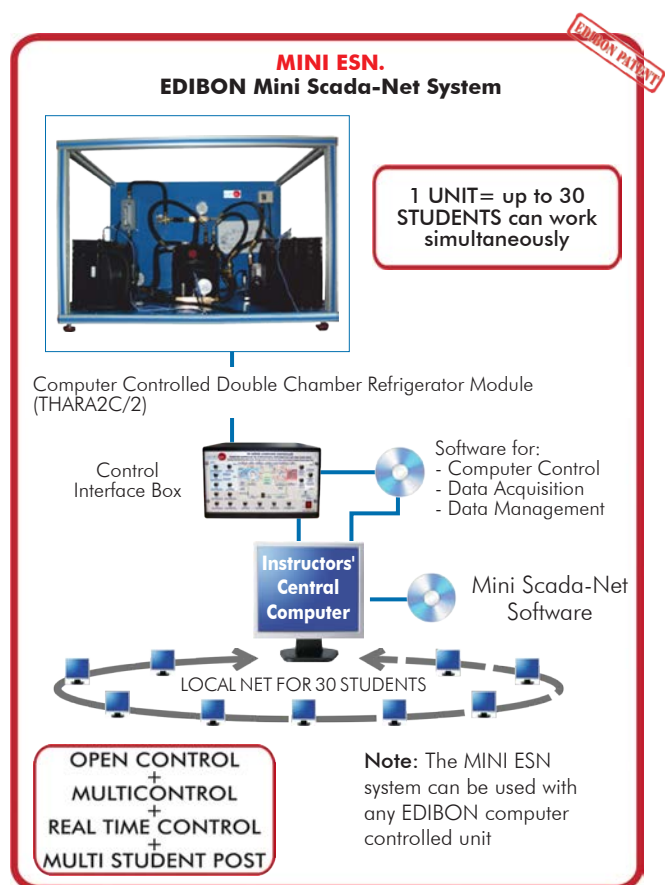 EDIBON PATENT
MINI ESN.
EDIBON Mini Scada-Net System
1 UNIT= up to 30
STUDENTS can work
simultaneously
Computer Controlled Double Chamber Refrigerator Module
(THARA2C/2)
Control
Interface Box
Software for:
- Computer Control
- Data Acquisition
- Data Management
Instructors'
Central
Computer
Mini Scada-Net
Software
LOCAL NET FOR 30 STUDENTS
OPEN CONTROL
+
MULTICONTROL
+
REAL TIME CONTROL
+
MULTI STUDENT POST
Note: The MINI ESN
system can be used with
any EDIBON computer
controlled unit